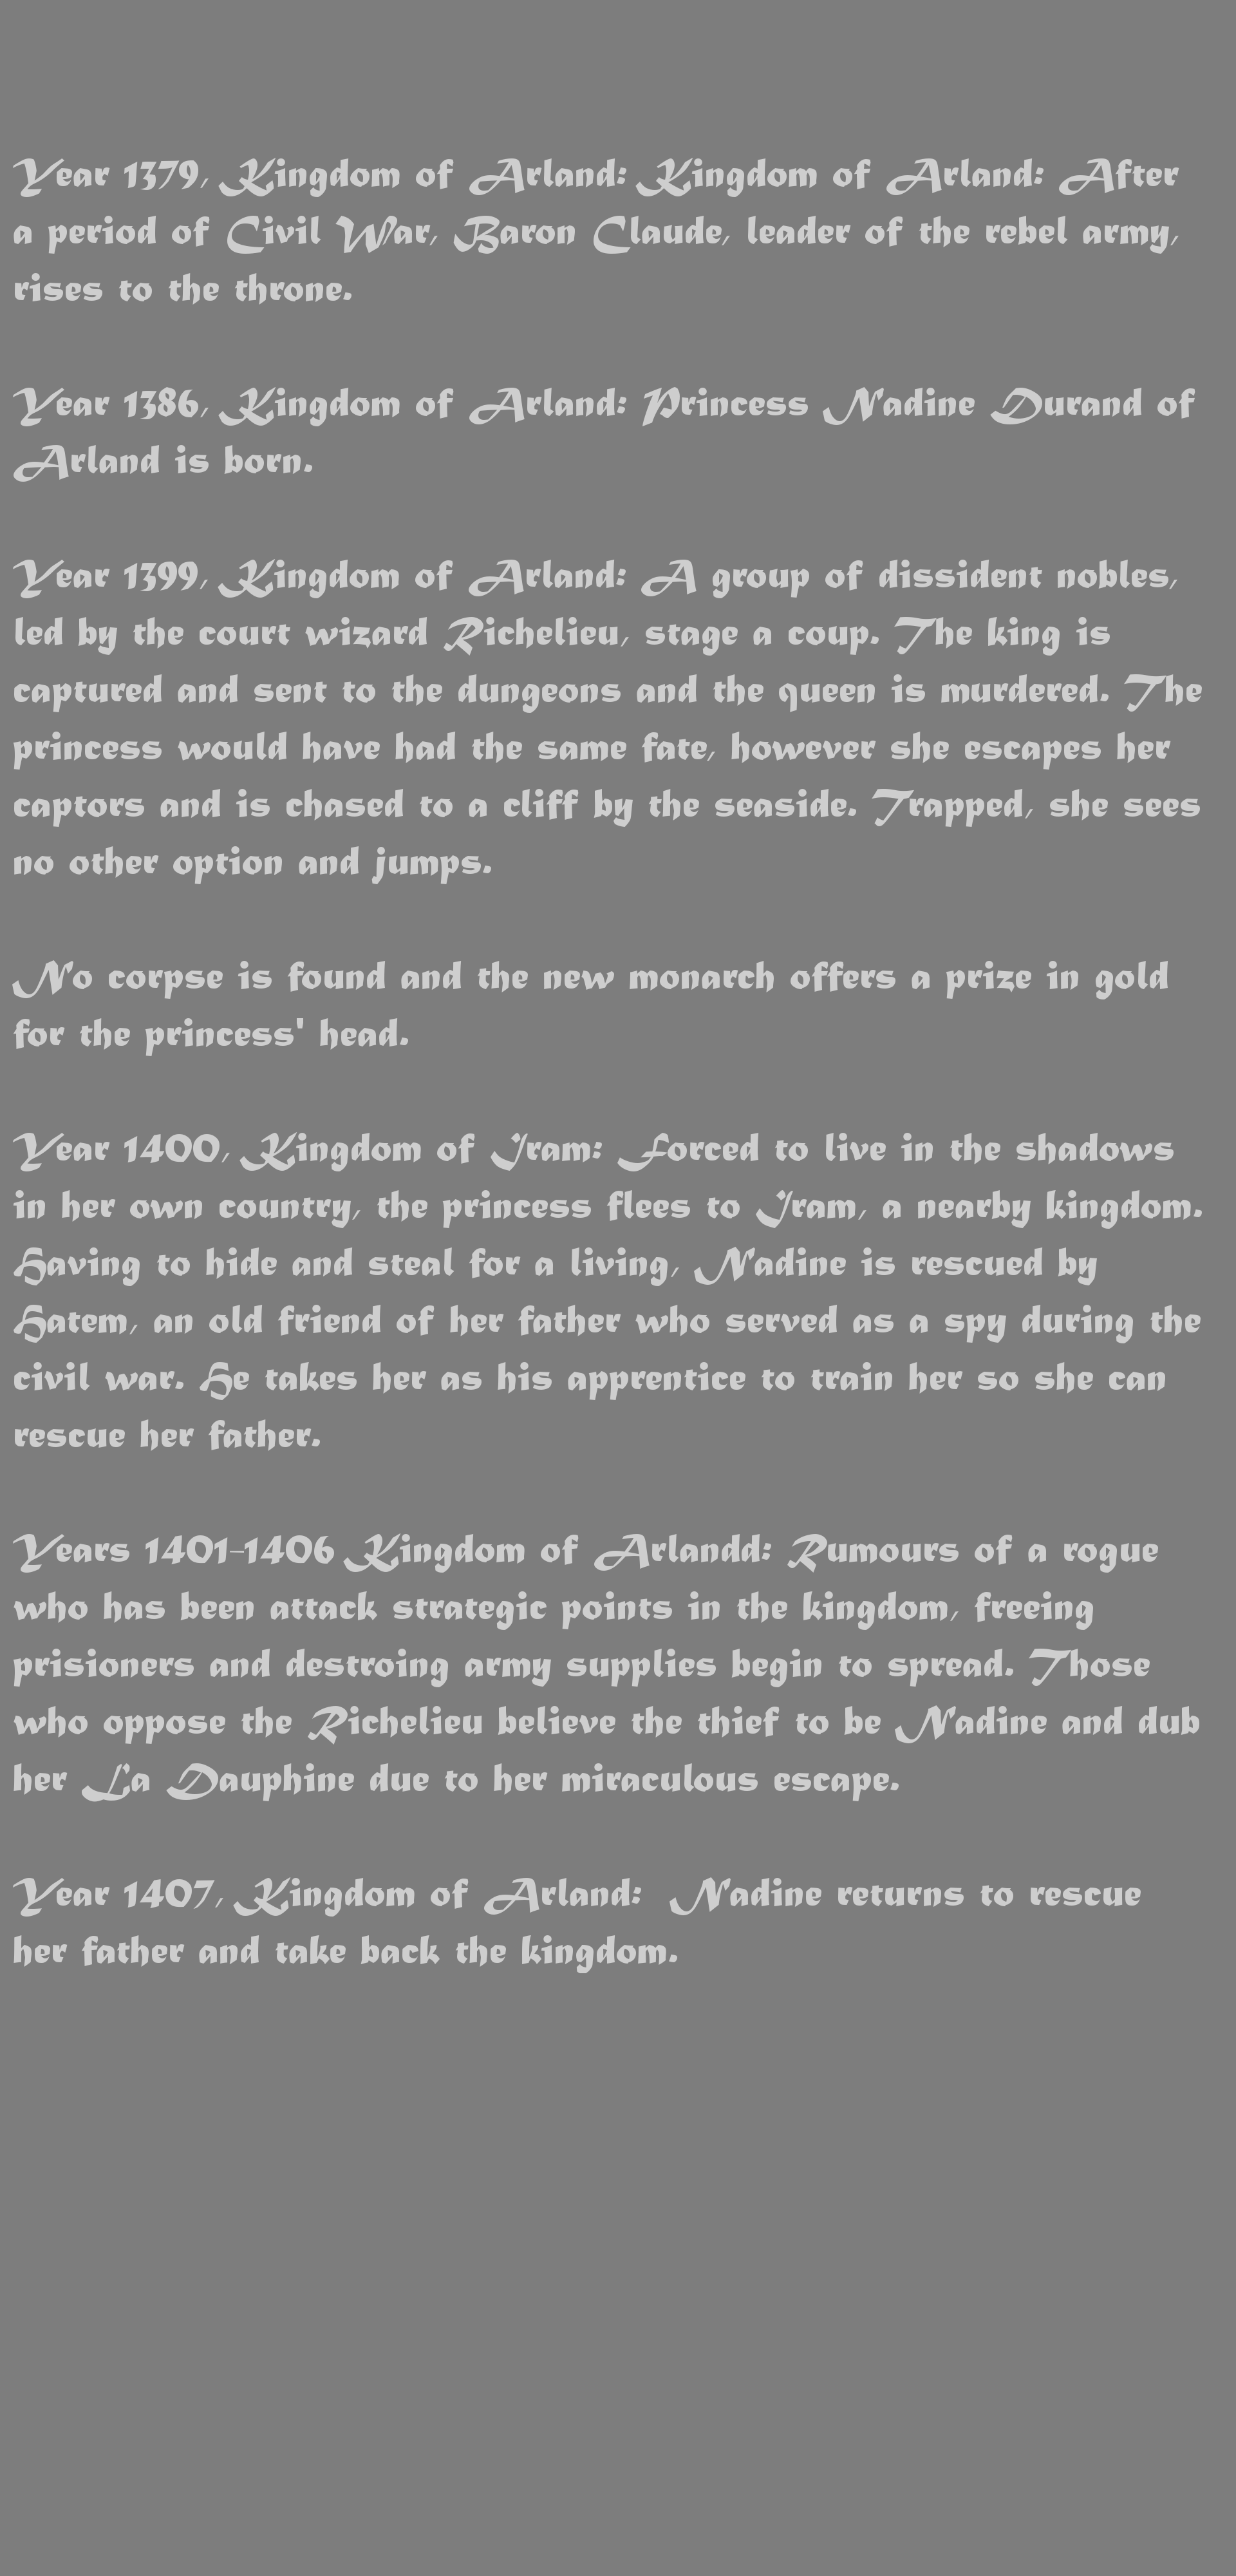 Year 1379, Kingdom of Arland: Kingdom of Arland: After
a period of Civil War, Baron Claude, leader of the rebel army,
rises to the throne.
Year 1386, Kingdom of Arland: Princess Nadine Durand of
Arland is born.
Year 1399, Kingdom of Arland: A group of dissident nobles,
led by the court wizard Richelieu, stage a coup. The king is
captured and sent to the dungeons and the queen is murdered. The
princess would have had the same fate, however she escapes her
captors and is chased to a cliff by the seaside. Trapped, she sees
no other option and jumps.
No corpse is found and the new monarch offers a prize in gold
for the princess' head.
Year 1400, Kingdom of Iram: Forced to live in the shadows
in her own country, the princess flees to Iram, a nearby kingdom.
Having to hide and steal for a living, Nadine is rescued by
Hatem, an old friend of her father who served as a spy during the
civil war. He takes her as his apprentice to train her so she can
rescue her father.
Years 1401-1406 Kingdom of Arlandd: Rumours of a rogue
who has been attack strategic points in the kingdom, freeing
prisioners and destroing army supplies begin to spread. Those
who oppose the Richelieu believe the thief to be Nadine and dub
her La Dauphine due to her miraculous escape.
Year 1407, Kingdom of Arland:  Nadine returns to rescue
her father and take back the kingdom.